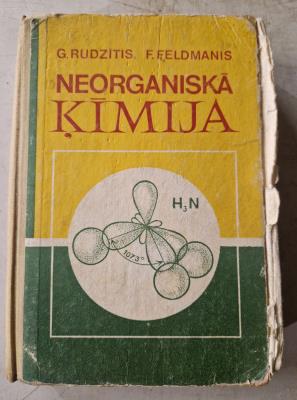 G.RUDZĪTIS, F.FELDMANIS
NEORGANISKĀ
ĶĪMIJA
H₃N
107,3°